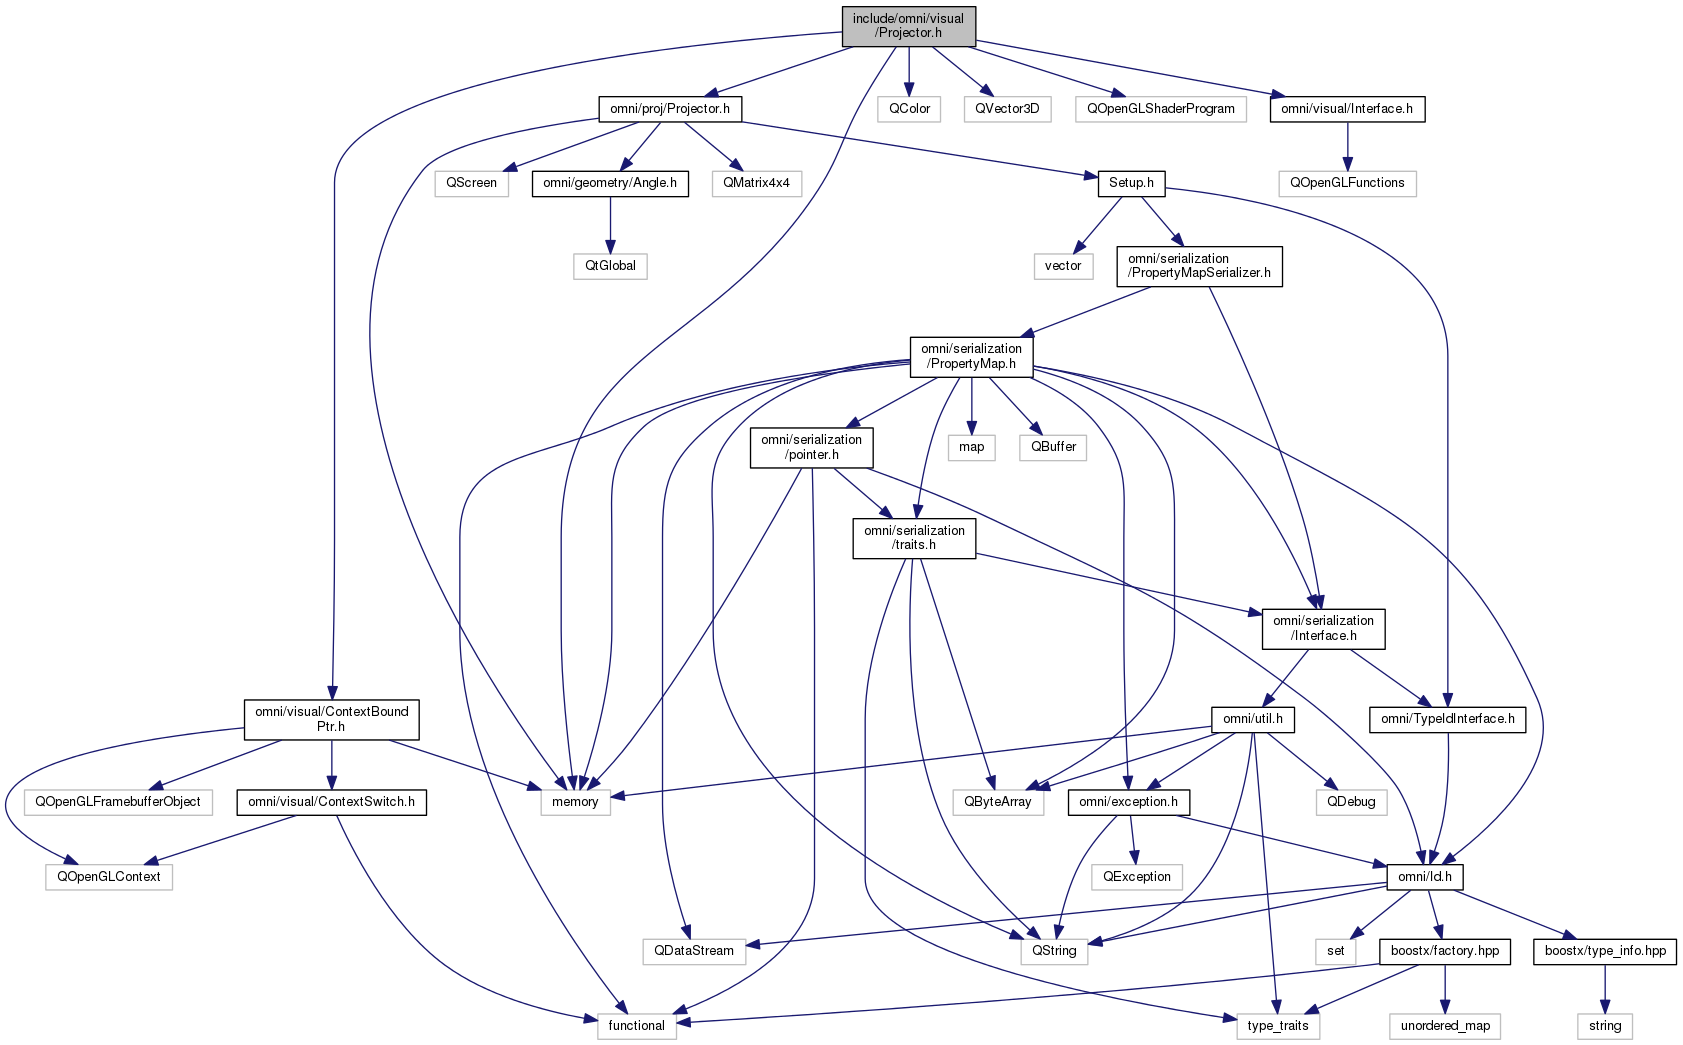 include/omni/visual
/Projector.h
omni/proj/Projector.h
QColor
QVector3D
QOpenGLShaderProgram
omni/visual/Interface.h
QScreen
omni/geometry/Angle.h
QMatrix4x4
Setup.h
QOpenGLFunctions
QtGlobal
vector
omni/serialization
/PropertyMapSerializer.h
omni/serialization
/PropertyMap.h
omni/serialization
/pointer.h
map
QBuffer
omni/serialization
/traits.h
omni/serialization
/Interface.h
omni/visual/ContextBound
Ptr.h
omni/util.h
omni/TypeIdInterface.h
QOpenGLFramebufferObject
omni/visual/ContextSwitch.h
memory
QByteArray
omni/exception.h
QDebug
QOpenGLContext
QException
omni/Id.h
QDataStream
QString
set
boostx/factory.hpp
boostx/type_info.hpp
functional
type_traits
unordered_map
string